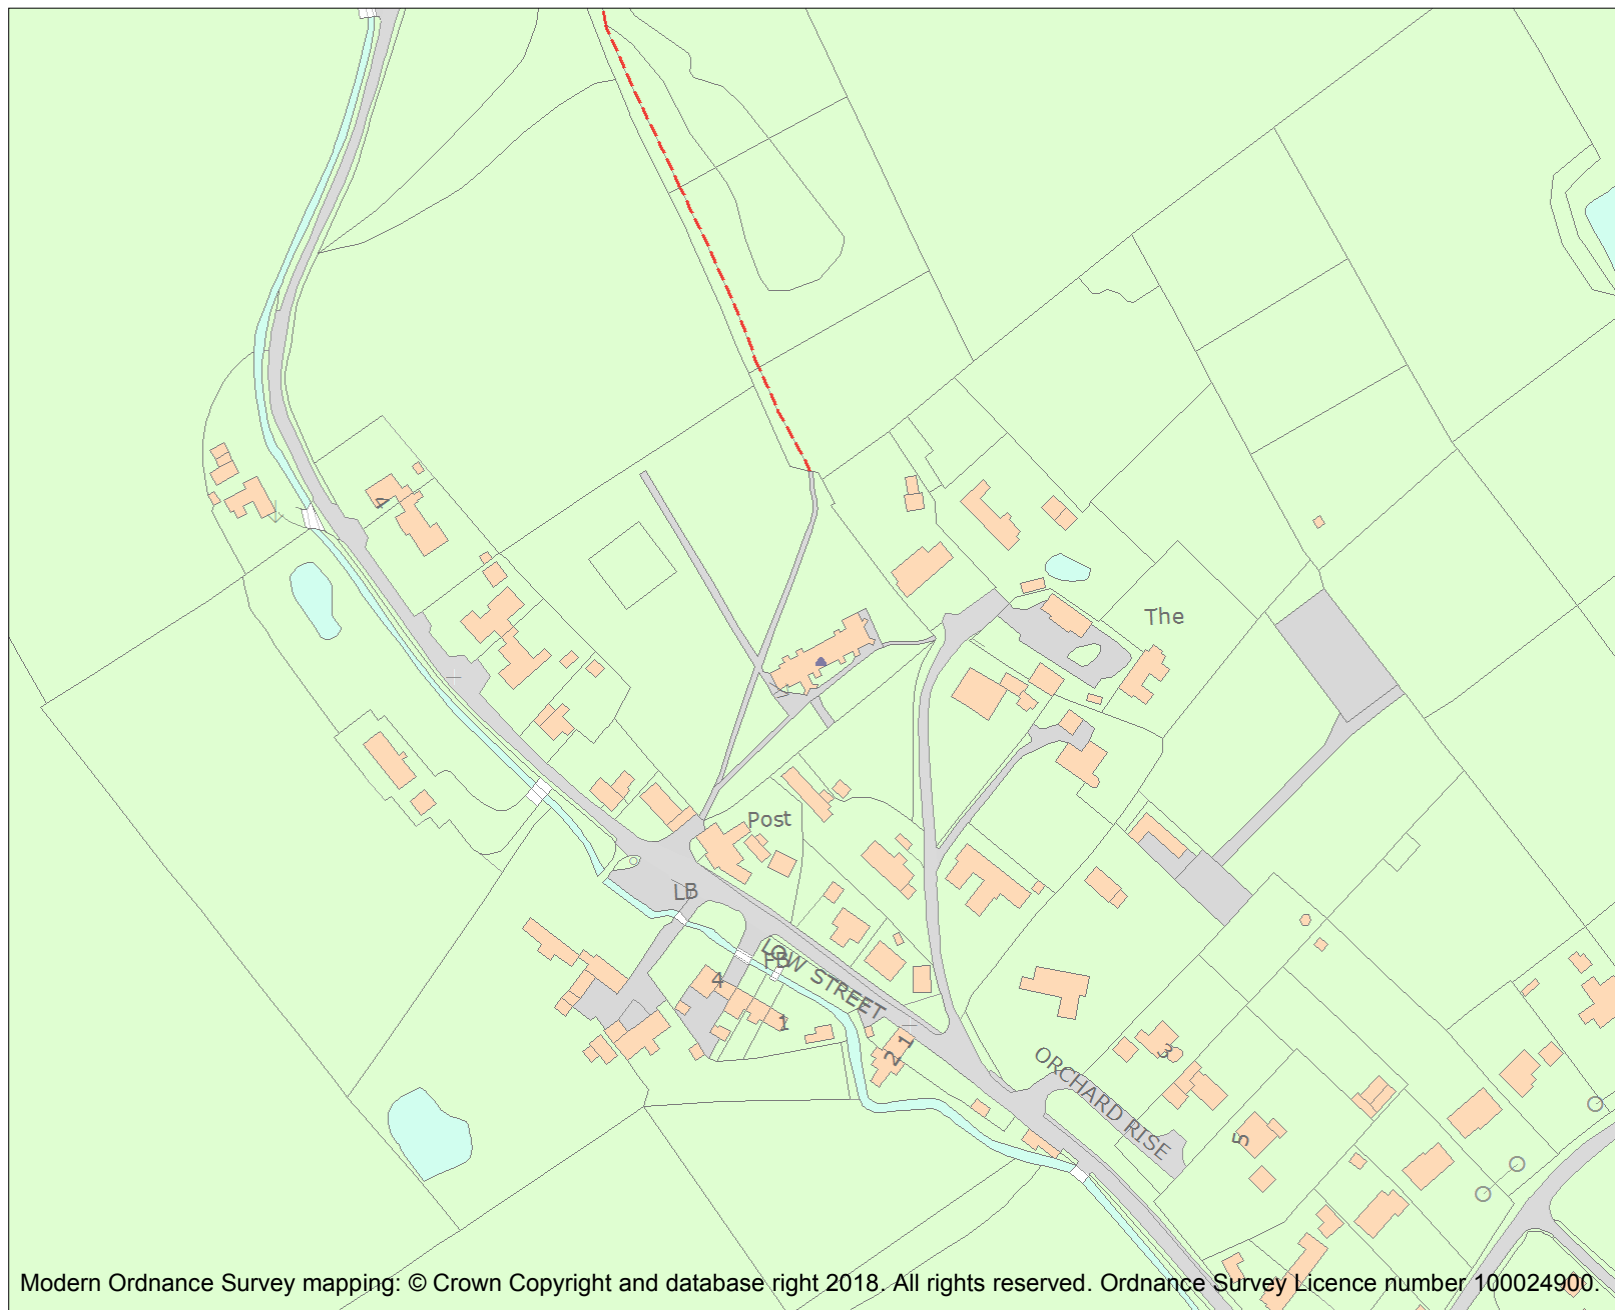 4
The
Post
LB
LOW STREET
FB
4
1
1
2
ORCHARD RISE
3
5
Modern Ordnance Survey mapping: © Crown Copyright and database right 2018. All rights reserved. Ordnance Survey Licence number 100024900.